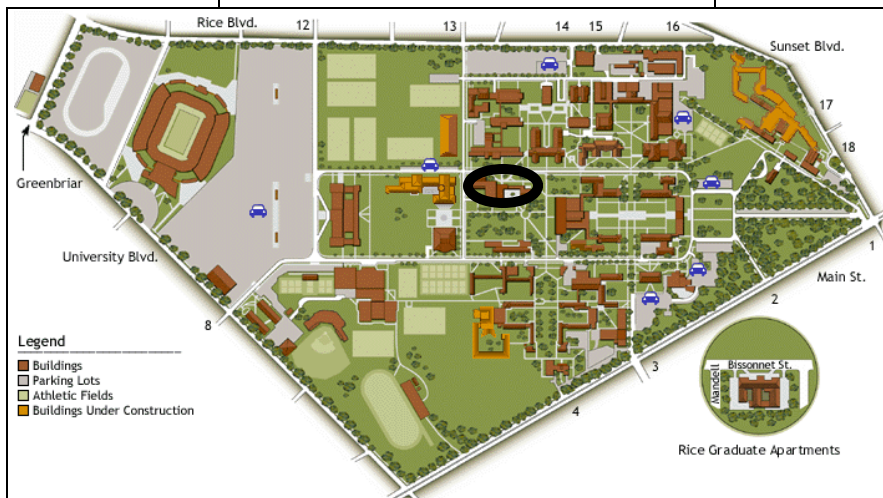 Rice Blvd.
12
13
14
15
16
Sunset Blvd.
17
18
Greenbriar
University Blvd.
1
Main St.
2
8
3
4
Legend
Buildings
Parking Lots
Athletic Fields
Buildings Under Construction
Bissonnet St.
Mandell
Rice Graduate Apartments